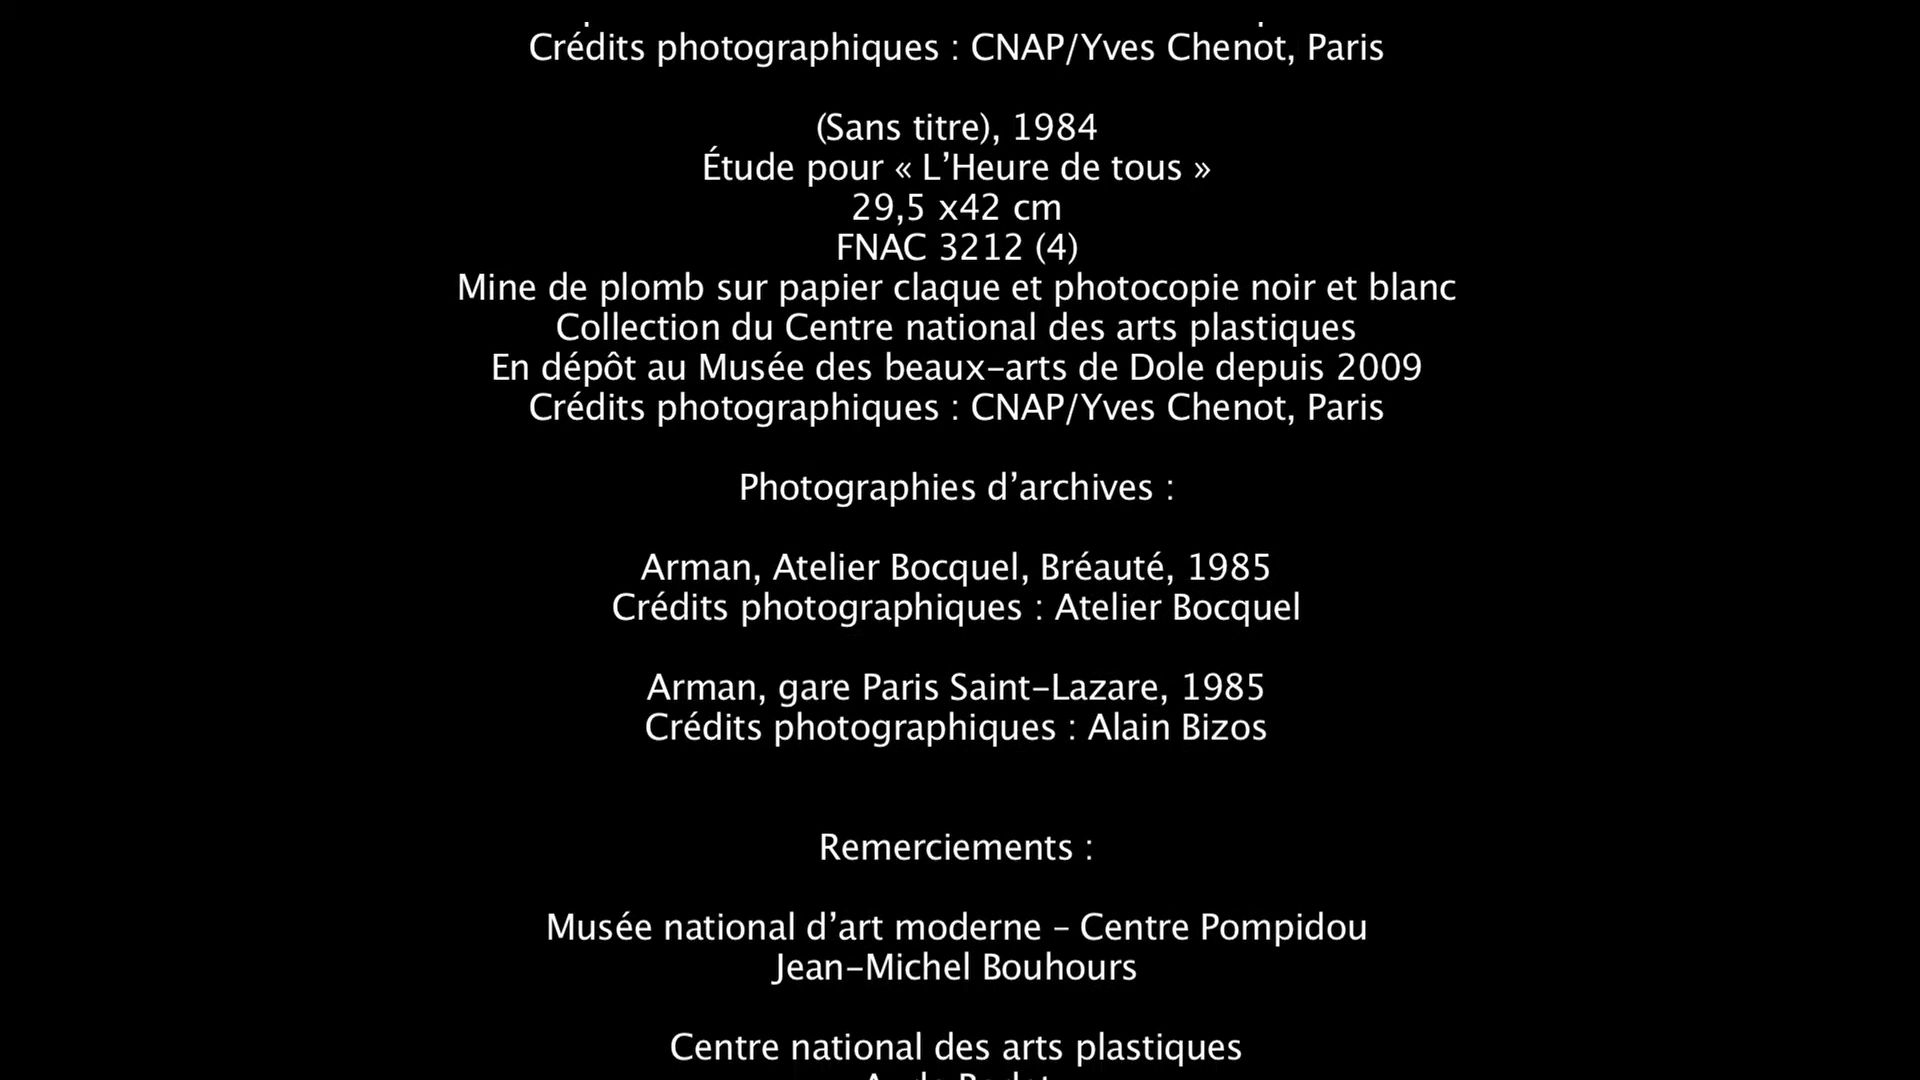 Crédits photographiques : CNAP/Yves Chenot, Paris
(Sans titre), 1984
Étude pour « L’Heure de tous »
29,5 x42 cm
FNAC 3212 (4)
Mine de plomb sur papier claque et photocopie noir et blanc
Collection du Centre national des arts plastiques
En dépôt au Musée des beaux-arts de Dole depuis 2009
Crédits photographiques : CNAP/Yves Chenot, Paris
Photographies d’archives :
Arman, Atelier Bocquel, Bréauté, 1985
Crédits photographiques : Atelier Bocquel
Arman, gare Paris Saint-Lazare, 1985
Crédits photographiques : Alain Bizos
Remerciements :
Musée national d’art moderne – Centre Pompidou
Jean-Michel Bouhours
Centre national des arts plastiques